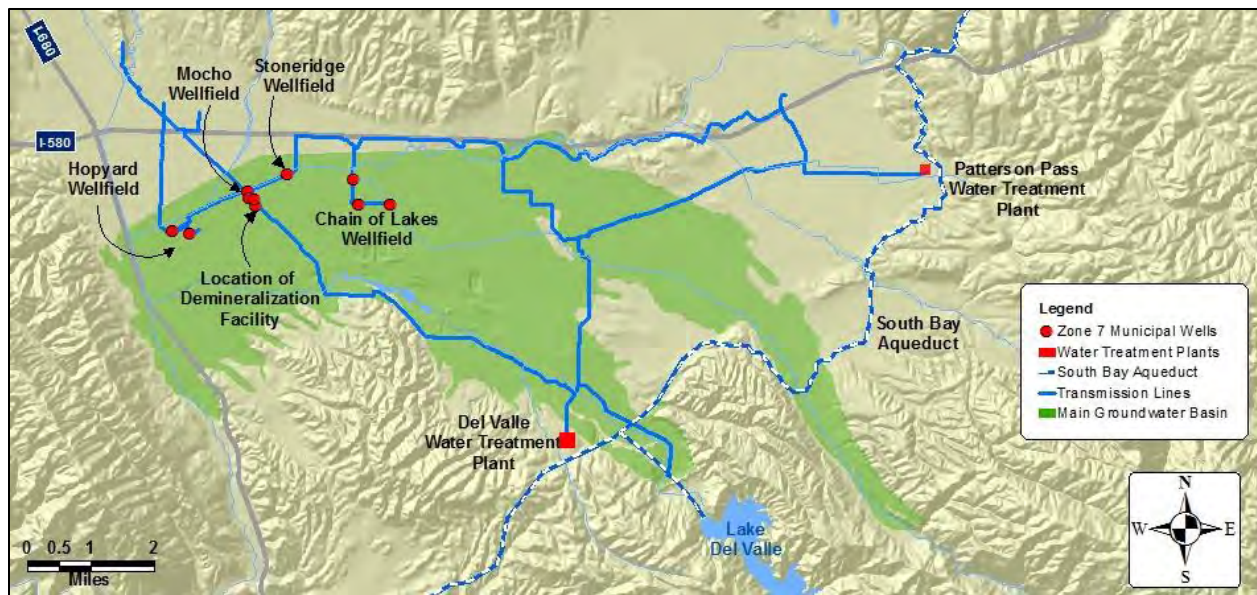 I-680
Mocho
Wellfield
Stoneridge
Wellfield
I-580
Hopyard
Wellfield
Chain of Lakes
Wellfield
Patterson Pass
Water Treatment
Plant
Location of
Demineralization
Facility
South Bay
Aqueduct
Legend
Zone 7 Municipal Wells
Water Treatment Plants
South Bay Aqueduct
Transmission Lines
Main Groundwater Basin
Del Valle
Water Treatment
Plant
Lake
Del Valle
0 0.5 1 2
Miles
N
W E
S